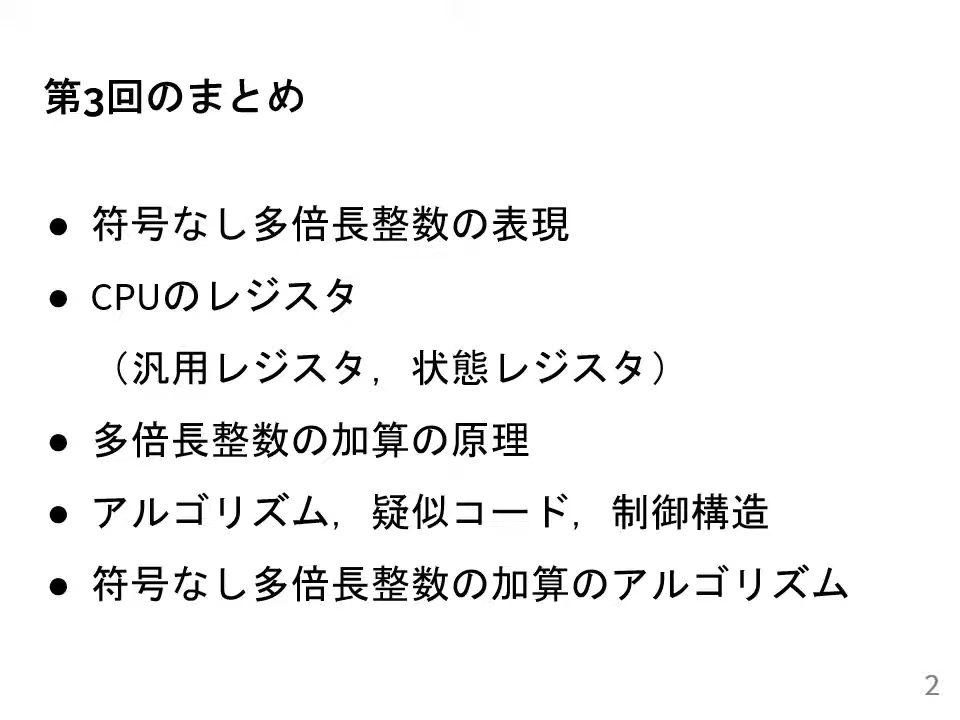 第3回のまとめ
● 符号なし多倍長整数の表現
● CPUのレジスタ
（汎用レジスタ，状態レジスタ）
● 多倍長整数の加算の原理
● アルゴリズム，疑似コード，制御構造
● 符号なし多倍長整数の加算のアルゴリズム
2